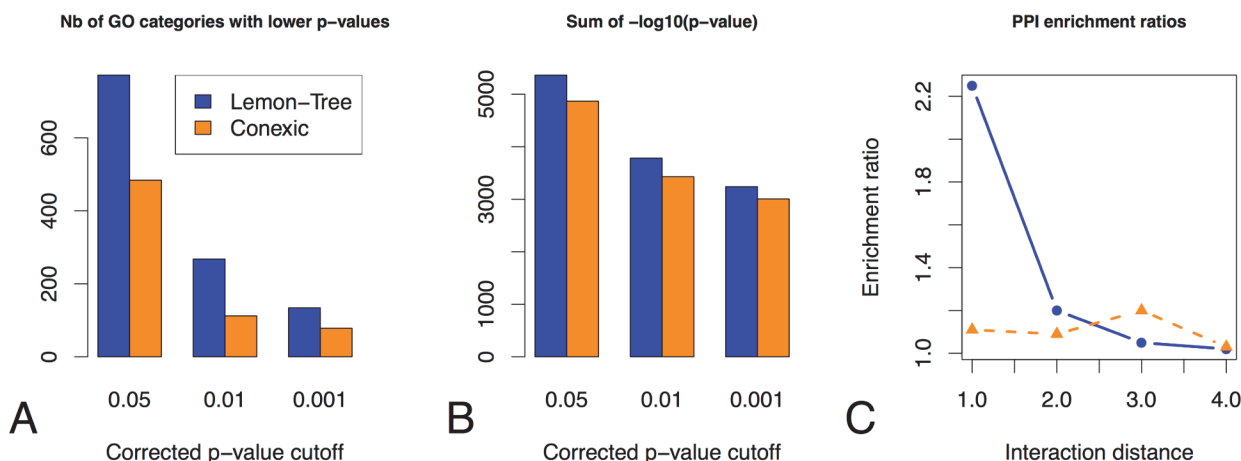 Nb of GO categories with lower p-values
600
400
200
0
Lemon-Tree
Conexic
0.05 0.01 0.001
A
Corrected p-value cutoff
Sum of -log10(p-value)
5000
3000
1000
0
0.05 0.01 0.001
B
Corrected p-value cutoff
PPI enrichment ratios
Enrichment ratio
2.2
1.8
1.4
1.0
1.0 2.0 3.0 4.0
C
Interaction distance